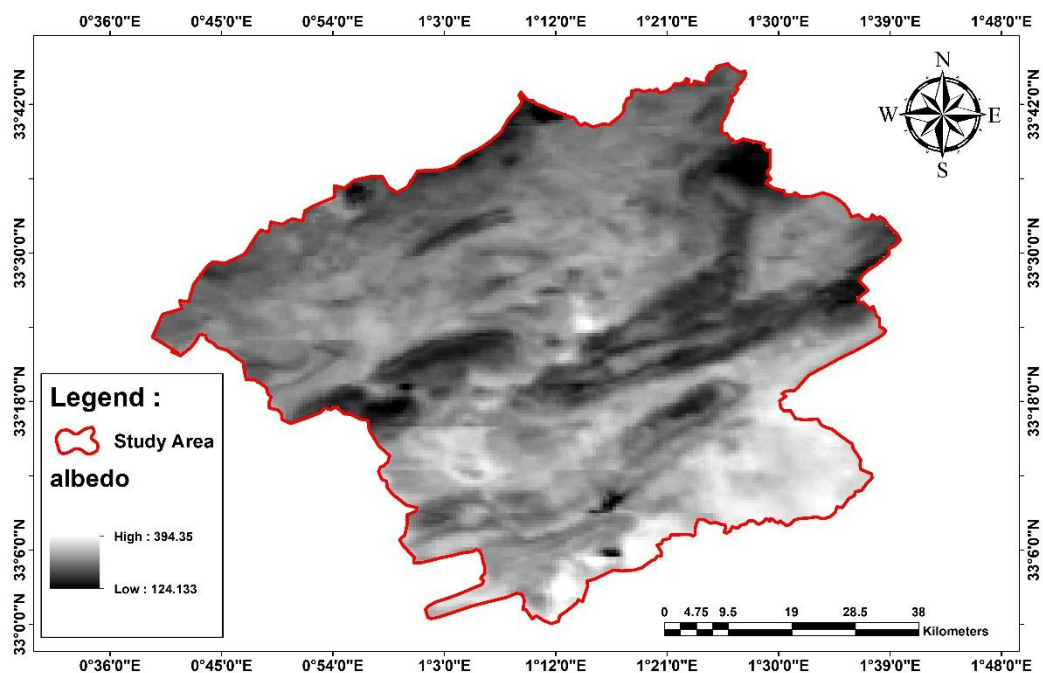 0°36'0"E 0°45'0"E 0°54'0"E 1°3'0"E 1°12'0"E 1°21'0"E 1°30'0"E 1°39'0"E 1°48'0"E
33°42'0"N
33°30'0"N
33°18'0"N
33°6'0"N
33°0'0"N
N
W E
S
33°42'0"N
33°30'0"N
33°18'0"N
33°6'0"N
33°0'0"N
Legend :
Study Area
albedo
High : 394.35
Low : 124.133
0 4.75 9.5 19 28.5 38
Kilometers
0°36'0"E 0°45'0"E 0°54'0"E 1°3'0"E 1°12'0"E 1°21'0"E 1°30'0"E 1°39'0"E 1°48'0"E